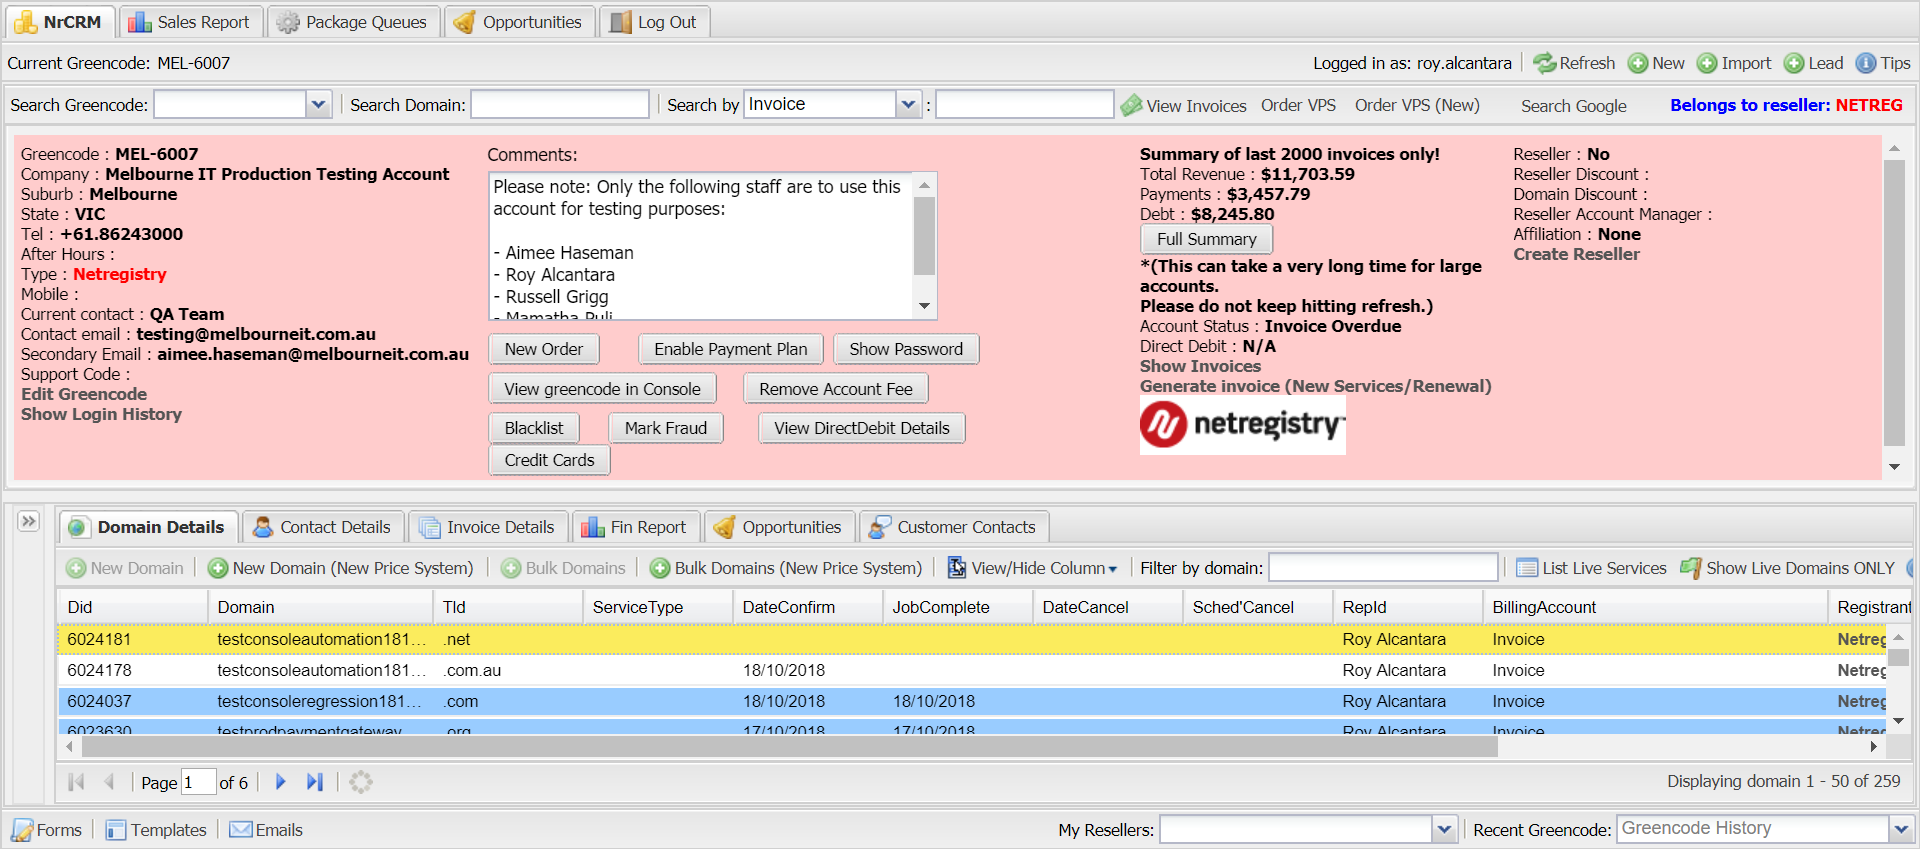 NrCRM Sales Report Package Queues Opportunities Log Out
Current Greencode: MEL-6007 Logged in as: roy.alcantara Refresh New Import Lead Tips
Search Greencode: Search Domain: Search by Invoice : View Invoices Order VPS Order VPS (New) Search Google Belongs to reseller: NETREG
Greencode : MEL-6007
Company : Melbourne IT Production Testing Account
Suburb : Melbourne
State : VIC
Tel : +61.86243000
After Hours :
Type : Netregistry
Mobile :
Current contact : QA Team
Contact email : testing@melbourneit.com.au
Secondary Email : aimee.haseman@melbourneit.com.au
Support Code :
Edit Greencode
Show Login History
Comments:
Please note: Only the following staff are to use this
account for testing purposes:
- Aimee Haseman
- Roy Alcantara
- Russell Grigg
- Mamatha Puli
New Order Enable Payment Plan Show Password
View greencode in Console Remove Account Fee
Blacklist Mark Fraud View DirectDebit Details
Credit Cards
Summary of last 2000 invoices only!
Total Revenue : $11,703.59
Payments : $3,457.79
Debt : $8,245.80
Full Summary
*(This can take a very long time for large
accounts.
Please do not keep hitting refresh.)
Account Status : Invoice Overdue
Direct Debit : N/A
Show Invoices
Generate invoice (New Services/Renewal)
netregistry
Reseller : No
Reseller Discount :
Domain Discount :
Reseller Account Manager :
Affiliation : None
Create Reseller
Domain Details Contact Details Invoice Details Fin Report Opportunities Customer Contacts
New Domain New Domain (New Price System) Bulk Domains Bulk Domains (New Price System) View/Hide Column Filter by domain: List Live Services Show Live Domains ONLY
Did Domain Tld ServiceType DateConfirm JobComplete DateCancel Sched'Cancel RepId BillingAccount Registrant
6024181 testconsoleautomation181... .net Roy Alcantara Invoice Netreg
6024178 testconsoleautomation181... .com.au 18/10/2018 Roy Alcantara Invoice Netreg
6024037 testconsoleregression181... .com 18/10/2018 18/10/2018 Roy Alcantara Invoice Netreg
6023630 testprodpaymentgateway .org 17/10/2018 17/10/2018 Roy Alcantara Invoice Netreg
Page 1 of 6 Displaying domain 1 - 50 of 259
Forms Templates Emails My Resellers: Recent Greencode: Greencode History